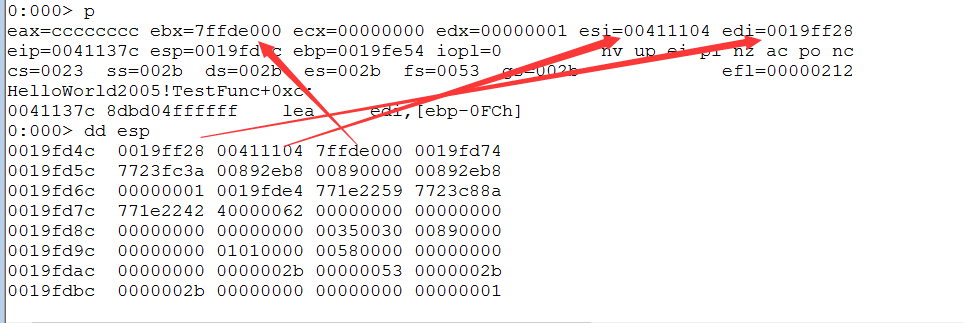 0:000> p
eax=cccccccc ebx=7ffde000 ecx=00000000 edx=00000001 esi=00411104 edi=0019ff28
eip=0041137c esp=0019fd4c ebp=0019fe54 iopl=0 nv up ei pl nz ac po nc
cs=0023 ss=002b ds=002b es=002b fs=0053 gs=002b efl=00000212
HelloWorld2005!TestFunc+0xc:
0041137c 8dbd04ffffff lea edi,[ebp-0FCh]
0:000> dd esp
0019fd4c 0019ff28 00411104 7ffde000 0019fd74
0019fd5c 7723fc3a 00892eb8 00890000 00892eb8
0019fd6c 00000001 0019fde4 771e2259 7723c88a
0019fd7c 771e2242 40000062 00000000 00000000
0019fd8c 00000000 00000000 00350030 00890000
0019fd9c 00000000 01010000 00580000 00000000
0019fdac 00000000 0000002b 00000053 0000002b
0019fdbc 0000002b 00000000 00000000 00000001